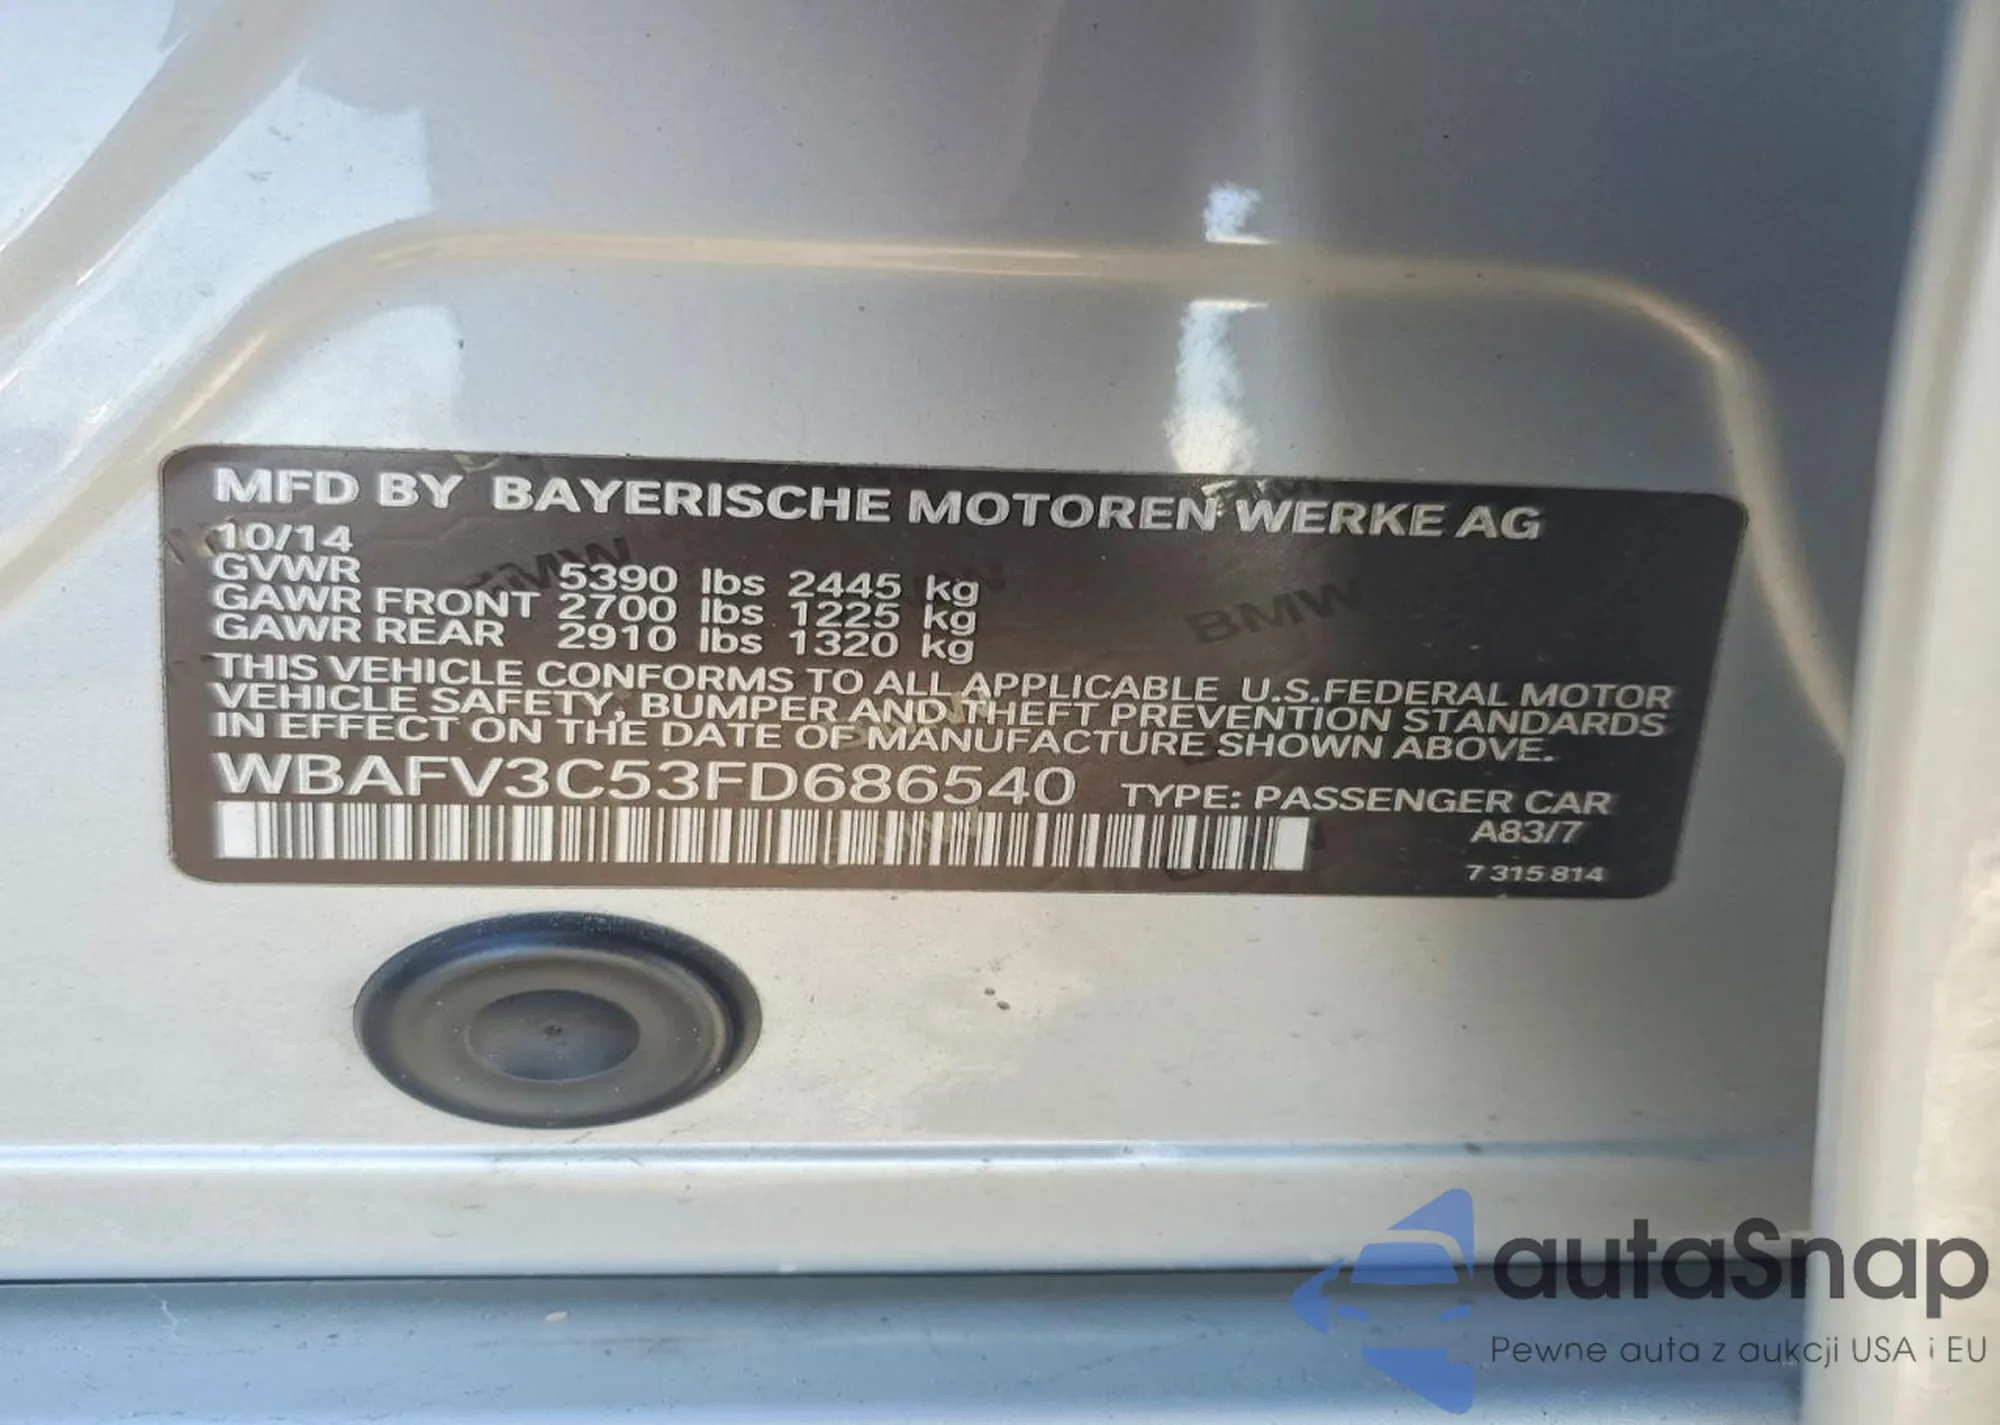 MFD BY BAYERISCHE MOTOREN WERKE AG
10/14
GVWR 5390 lbs 2445 kg
GAWR FRONT 2700 lbs 1225 kg
GAWR REAR 2910 lbs 1320 kg
THIS VEHICLE CONFORMS TO ALL APPLICABLE U.S.FEDERAL MOTOR
VEHICLE SAFETY, BUMPER AND THEFT PREVENTION STANDARDS
IN EFFECT ON THE DATE OF MANUFACTURE SHOWN ABOVE.
WBAFV3C53FD686540 TYPE: PASSENGER CAR
A83/7
7 315 814
BMW
autaSnap
Pewne auta z aukcji USA i EU